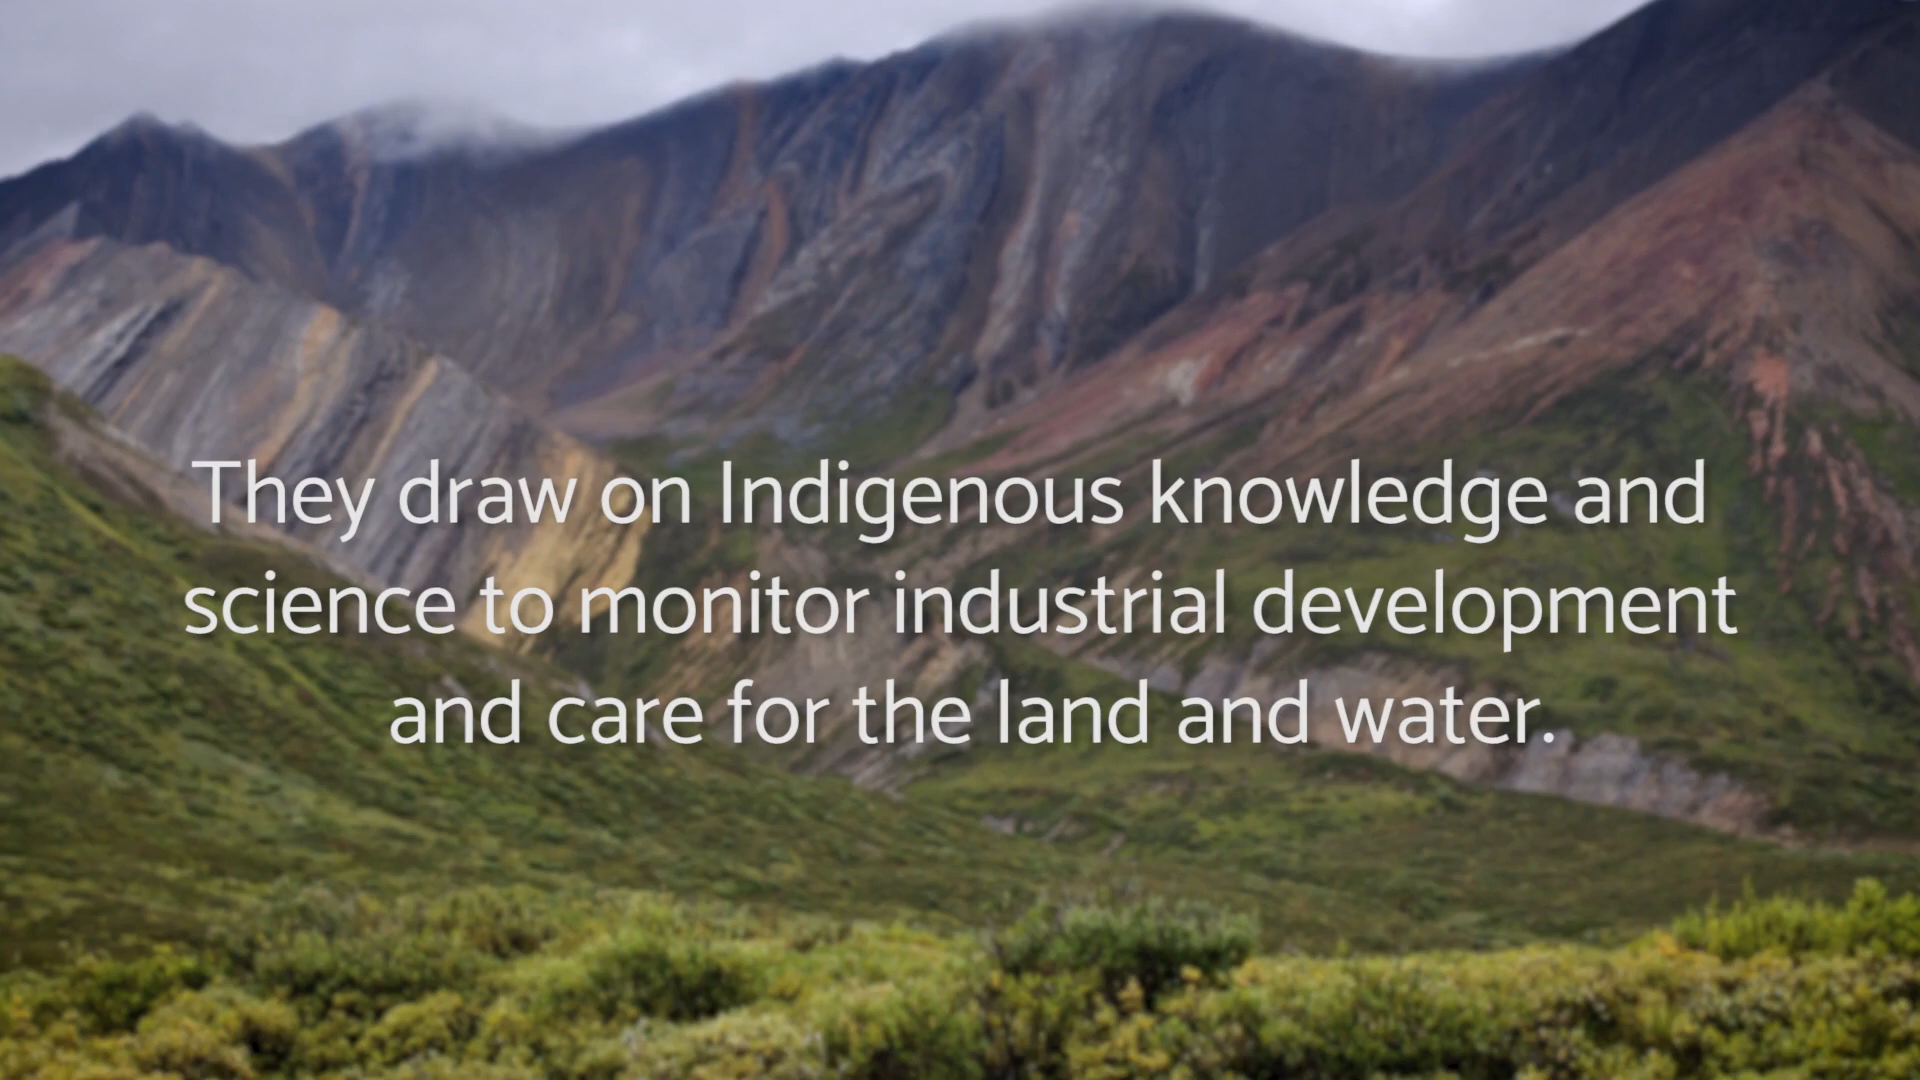 They draw on Indigenous knowledge and
science to monitor industrial development
and care for the land and water.